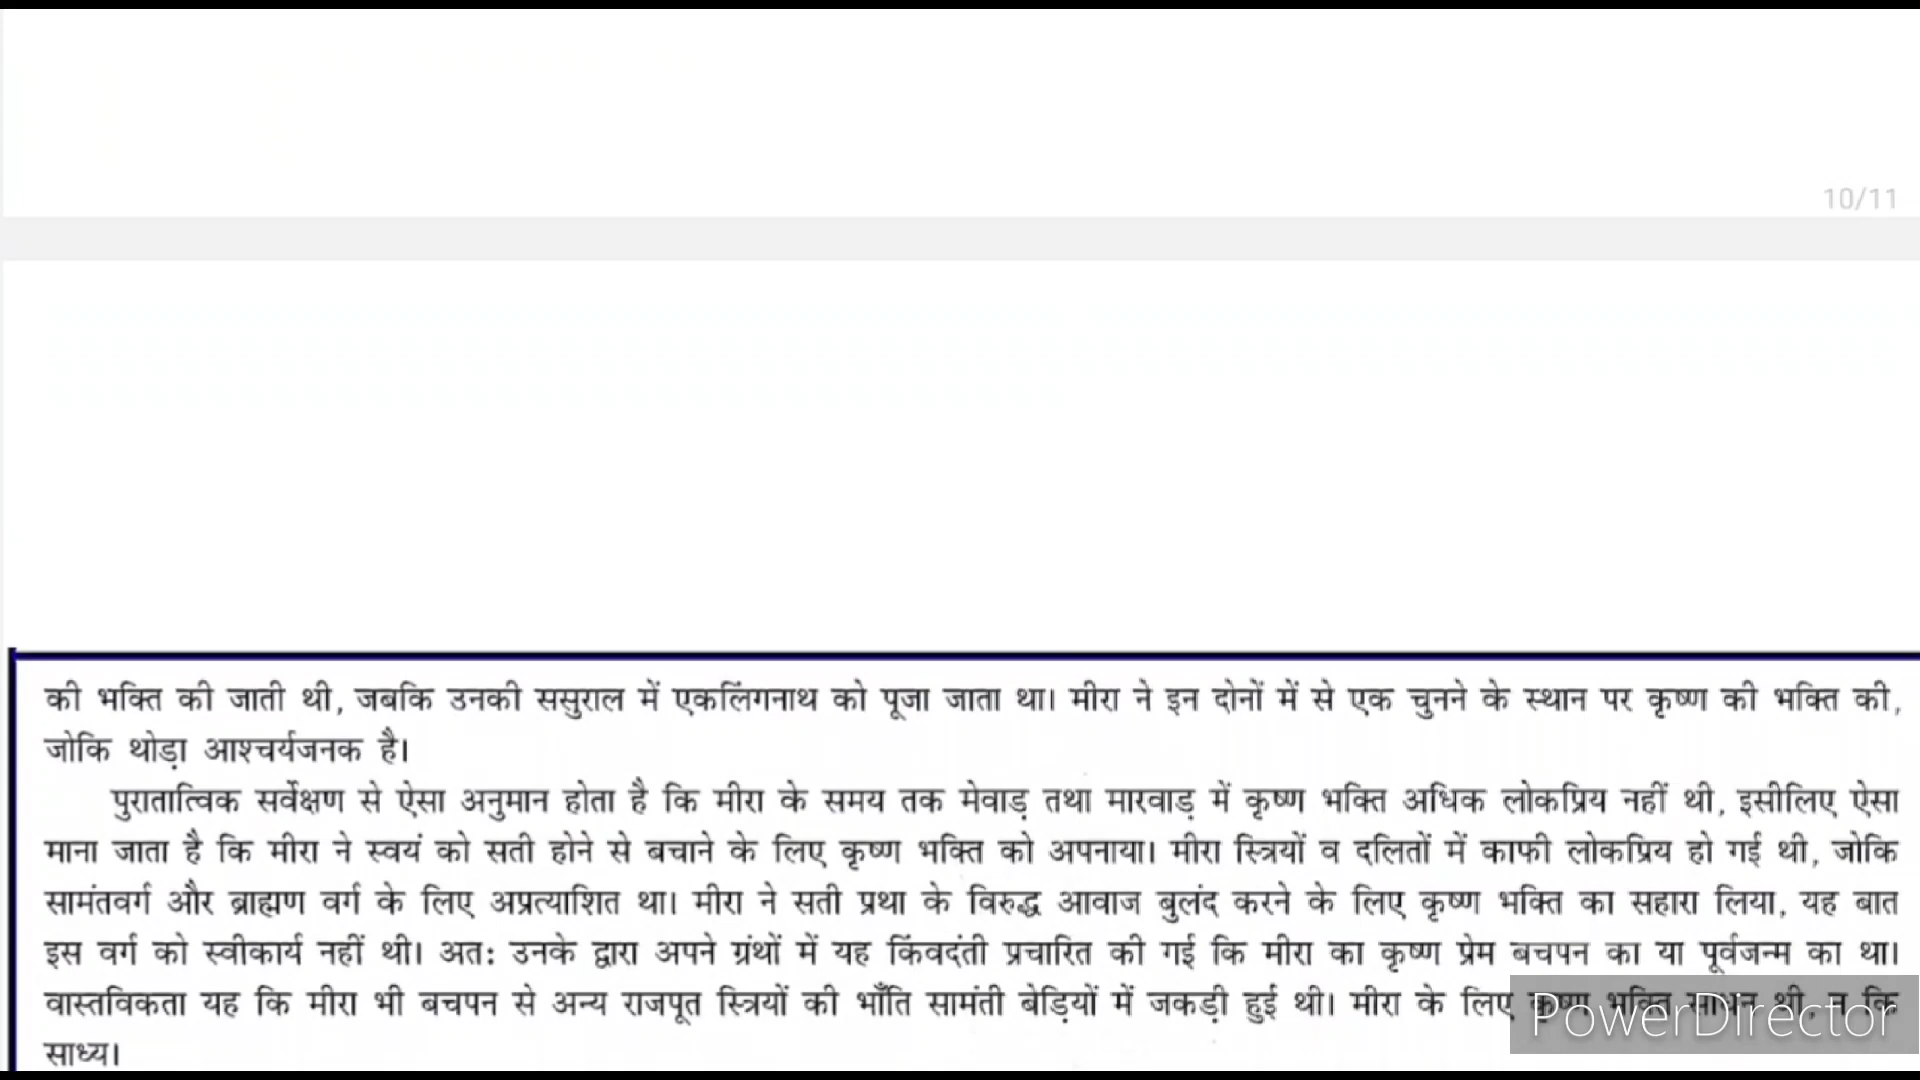 10/11
की भक्ति की जाती थी, जबकि उनकी ससुराल में एकलिंगनाथ को पूजा जाता था। मीरा ने इन दोनों में से एक चुनने के स्थान पर कृष्ण की भक्ति की,
जोकि थोड़ा आश्चर्यजनक है।
पुरातात्विक सर्वेक्षण से ऐसा अनुमान होता है कि मीरा के समय तक मेवाड़ तथा मारवाड़ में कृष्ण भक्ति अधिक लोकप्रिय नहीं थी, इसीलिए ऐसा
माना जाता है कि मीरा ने स्वयं को सती होने से बचाने के लिए कृष्ण भक्ति को अपनाया। मीरा स्त्रियों व दलितों में काफी लोकप्रिय हो गई थी, जोकि
सामंतवर्ग और ब्राह्मण वर्ग के लिए अप्रत्याशित था। मीरा ने सती प्रथा के विरुद्ध आवाज बुलंद करने के लिए कृष्ण भक्ति का सहारा लिया, यह बात
इस वर्ग को स्वीकार्य नहीं थी। अतः उनके द्वारा अपने ग्रंथों में यह किंवदंती प्रचारित की गई कि मीरा का कृष्ण प्रेम बचपन का या पूर्वजन्म का था।
वास्तविकता यह कि मीरा भी बचपन से अन्य राजपूत स्त्रियों की भाँति सामंती बेड़ियों में जकड़ी हुई थी। मीरा के लिए कृष्ण भक्ति साधन थी, न कि
साध्य।
PowerDirector